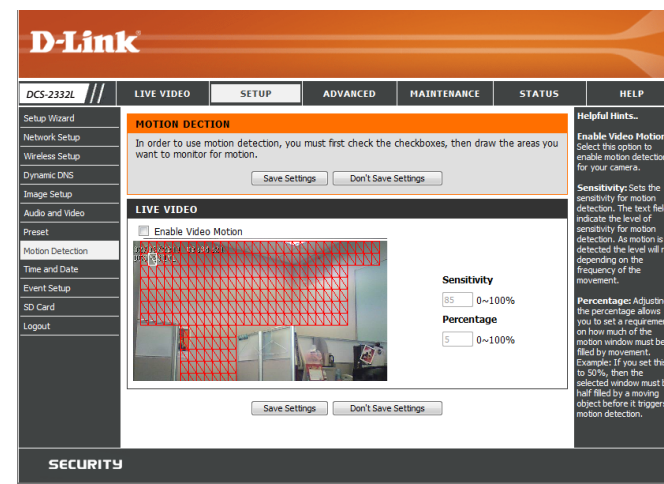 D-Link
DCS-2332L
LIVE VIDEO
SETUP
ADVANCED
MAINTENANCE
STATUS
HELP
Setup Wizard
Network Setup
Wireless Setup
Dynamic DNS
Image Setup
Audio and Video
Preset
Motion Detection
Time and Date
Event Setup
SD Card
Logout
MOTION DECTION
In order to use motion detection, you must first check the checkboxes, then draw the areas you
want to monitor for motion.
Save Settings
Don't Save Settings
LIVE VIDEO
Enable Video Motion
Sensitivity
85 0~100%
Percentage
5 0~100%
Save Settings
Don't Save Settings
Helpful Hints..
Enable Video Motion
Select this option to
enable motion detection
for your camera.
Sensitivity: Sets the
sensitivity for motion
detection. The text fiel
indicate the level of
sensitivity for motion
detection. As motion is
detected the level will r
depending on the
frequency of the
movement.
Percentage: Adjustin
the percentage allows
you to set a requiremen
on how much of the
motion window must be
filled by movement.
Example: If you set this
to 50%, then the
selected window must b
half filled by a moving
object before it triggers
motion detection.
SECURITY